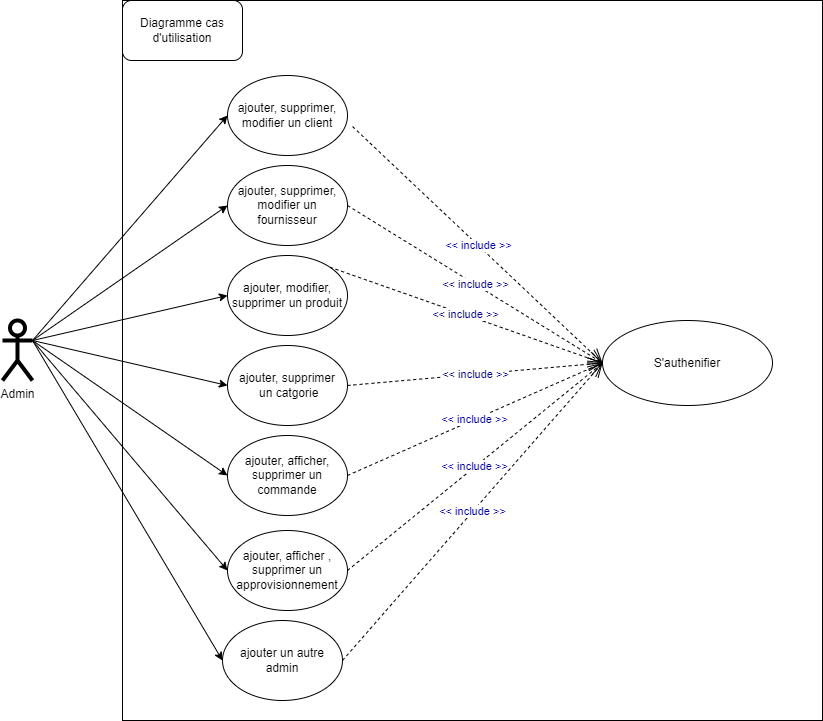 Diagramme cas
d'utilisation
ajouter, supprimer,
modifier un client
ajouter, supprimer,
modifier un
fournisseur
<< include >>
<< include >>
ajouter, modifier,
supprimer un produit
<< include >>
S'authenifier
Admin
ajouter, supprimer
un catgorie
<< include >>
<< include >>
ajouter, afficher,
supprimer un
commande
<< include >>
<< include >>
ajouter, afficher ,
supprimer un
approvisionnement
ajouter un autre
admin